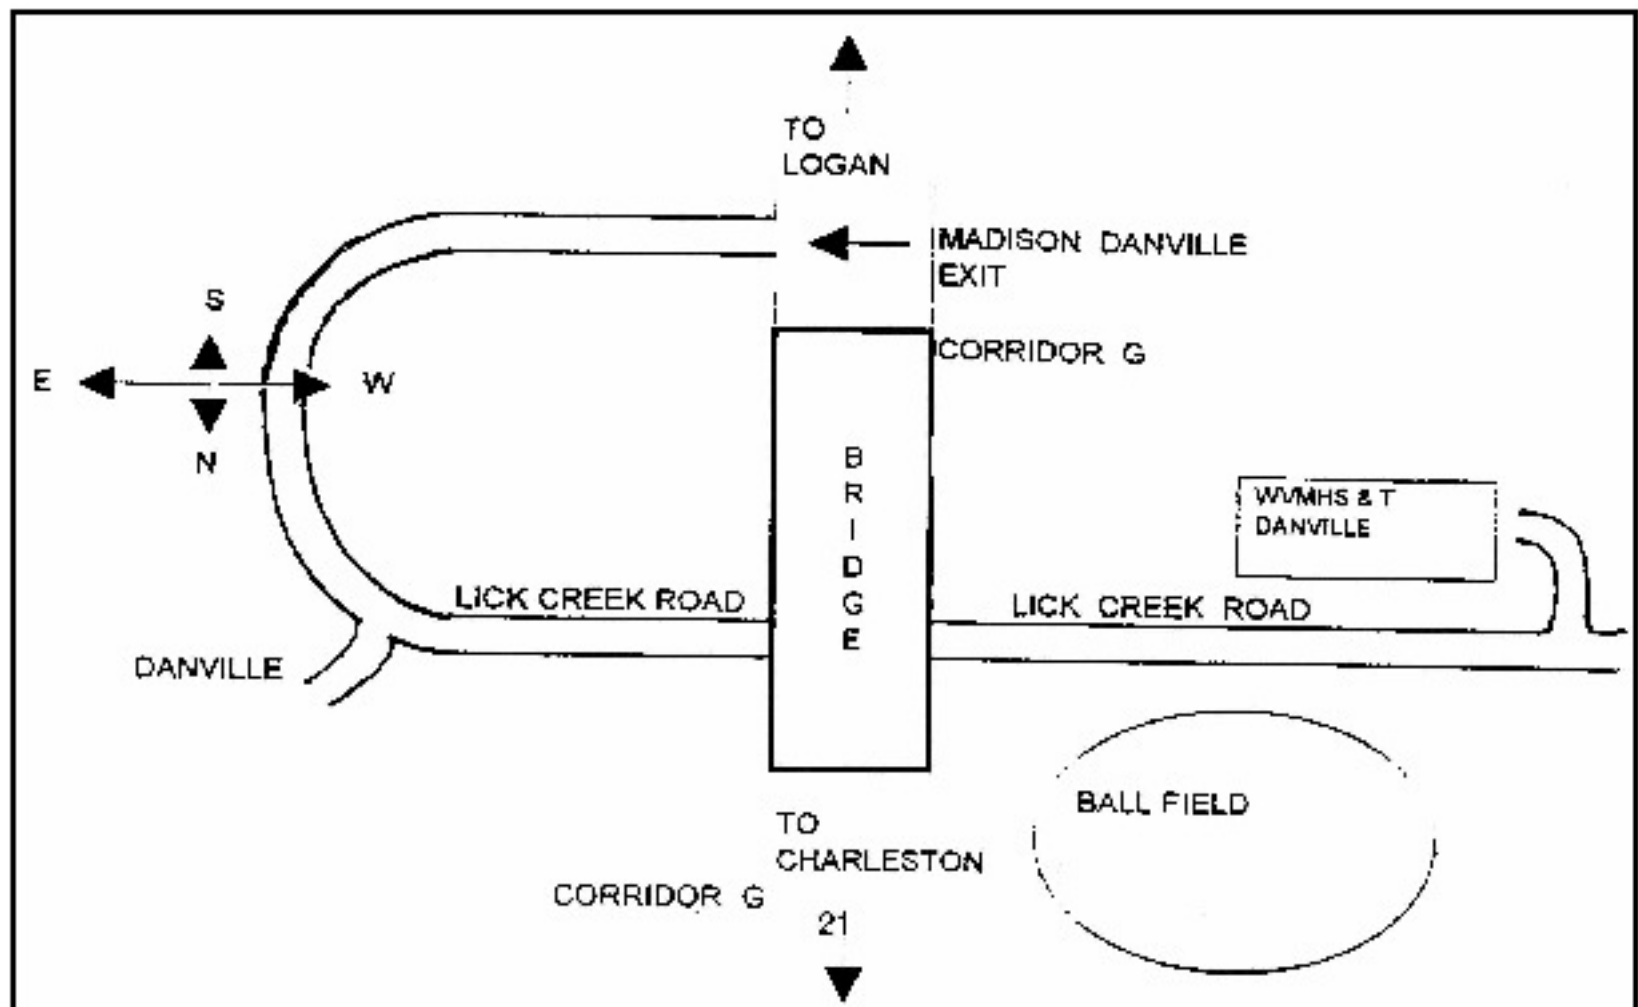 TO
LOGAN
MADISON DANVILLE
EXIT
S
CORRIDOR G
E
W
N
BRIDGE
WVMHS & T
DANVILLE
LICK CREEK ROAD
LICK CREEK ROAD
DANVILLE
BALL FIELD
TO
CHARLESTON
CORRIDOR G
21